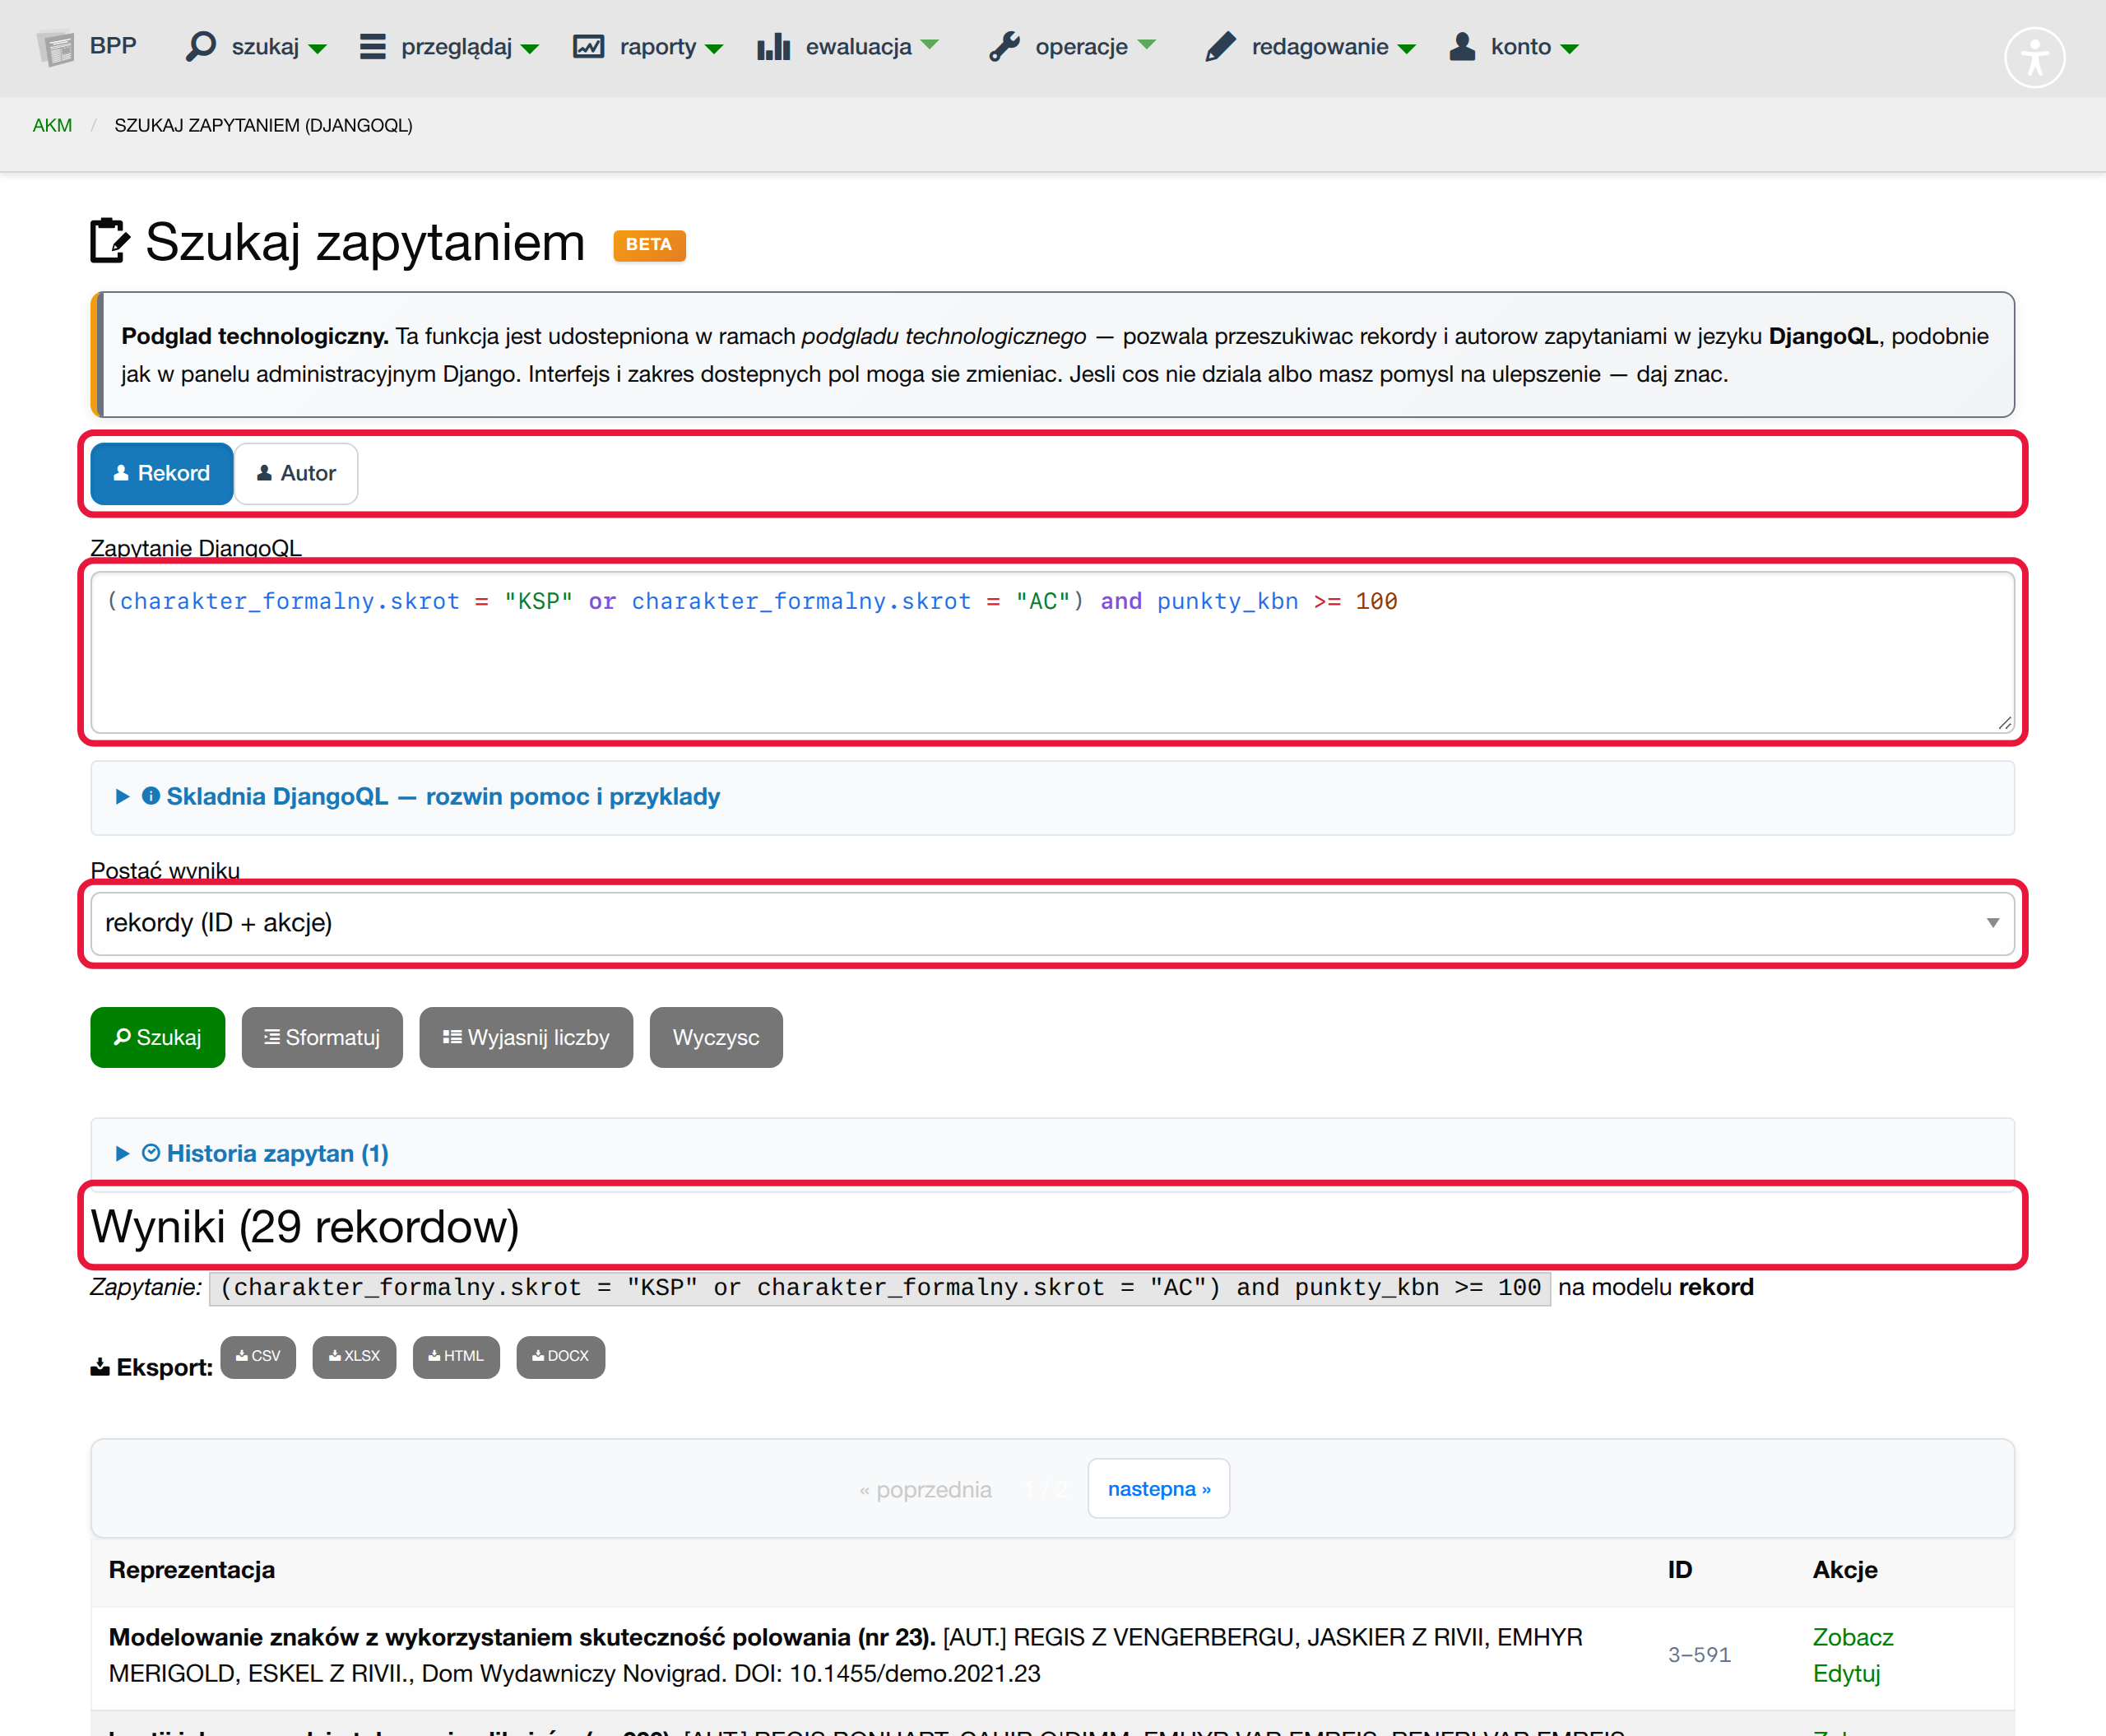 BPP szukaj przeglądaj raporty ewaluacja operacje redagowanie konto
AKM / SZUKAJ ZAPYTANIEM (DJANGOQL)
Szukaj zapytaniem BETA
Podglad technologiczny. Ta funkcja jest udostepniona w ramach podgladu technologicznego — pozwala przeszukiwac rekordy i autorow zapytaniami w jezyku DjangoQL, podobnie
jak w panelu administracyjnym Django. Interfejs i zakres dostepnych pol moga sie zmieniac. Jesli cos nie dziala albo masz pomysl na ulepszenie — daj znac.
Rekord Autor
Zapytanie DjangoQL
(charakter_formalny.skrot = "KSP" or charakter_formalny.skrot = "AC") and punkty_kbn >= 100
Skladnia DjangoQL — rozwin pomoc i przyklady
Postać wyniku
rekordy (ID + akcje)
Szukaj Sformatuj Wyjasnij liczby Wyczysc
Historia zapytan (1)
Wyniki (29 rekordow)
Zapytanie: (charakter_formalny.skrot = "KSP" or charakter_formalny.skrot = "AC") and punkty_kbn >= 100 na modelu rekord
Eksport: CSV XLSX HTML DOCX
« poprzednia 1 / 2 nastepna »
Reprezentacja ID Akcje
Modelowanie znaków z wykorzystaniem skuteczność polowania (nr 23). [AUT.] REGIS Z VENGERBERGU, JASKIER Z RIVII, EMHYR
MERIGOLD, ESKEL Z RIVII., Dom Wydawniczy Novigrad. DOI: 10.1455/demo.2021.23
3-591
Zobacz
Edytuj